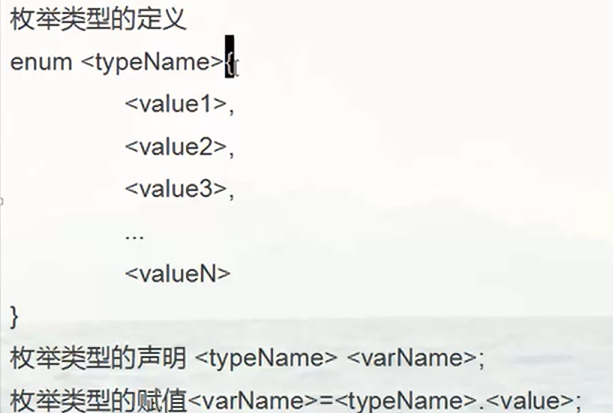 枚举类型的定义
enum <typeName>{
<value1>,
<value2>,
<value3>,
...
<valueN>
}
枚举类型的声明 <typeName> <varName>;
枚举类型的赋值<varName>=<typeName>.<value>;